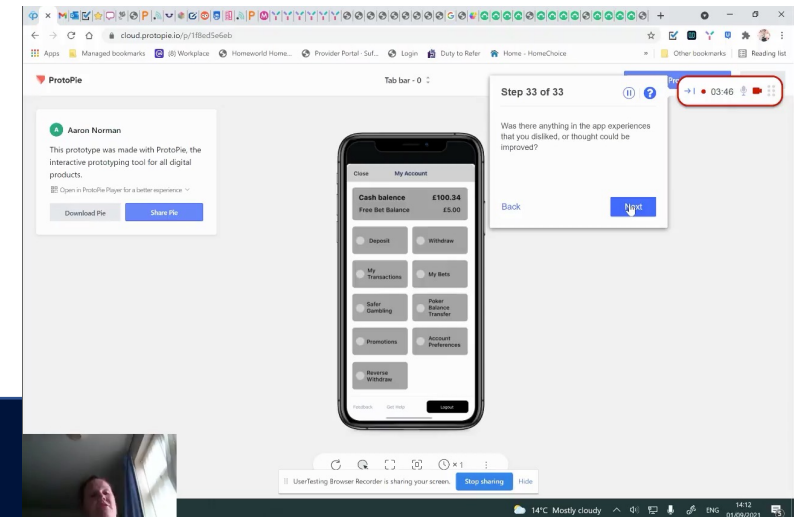 cloud.protopie.io/p/1f8ed5e6eb
Apps
Managed bookmarks
(8) Workplace
Homeworld Home...
Provider Portal - Suf...
Login
Duty to Refer
Home - HomeChoice
»
Other bookmarks
Reading list
ProtoPie
Tab bar - 0
Step 33 of 33
03:46
Was there anything in the app experiences
that you disliked, or thought could be
improved?
Back
Next
A
Aaron Norman
This prototype was made with ProtoPie, the
interactive prototyping tool for all digital
products.
Open in ProtoPie Player for a better experience
Download Pie
Share Pie
Close
My Account
Cash balence
£100.34
Free Bet Balance
£5.00
Deposit
Withdraw
My
Transactions
My Bets
Safer
Gambling
Poker
Balance
Transfer
Promotions
Account
Preferences
Reverse
Withdraw
Feedback
Get Help
Logout
× 1
UserTesting Browser Recorder is sharing your screen.
Stop sharing
Hide
14°C Mostly cloudy
ENG
14:12
01/09/2021